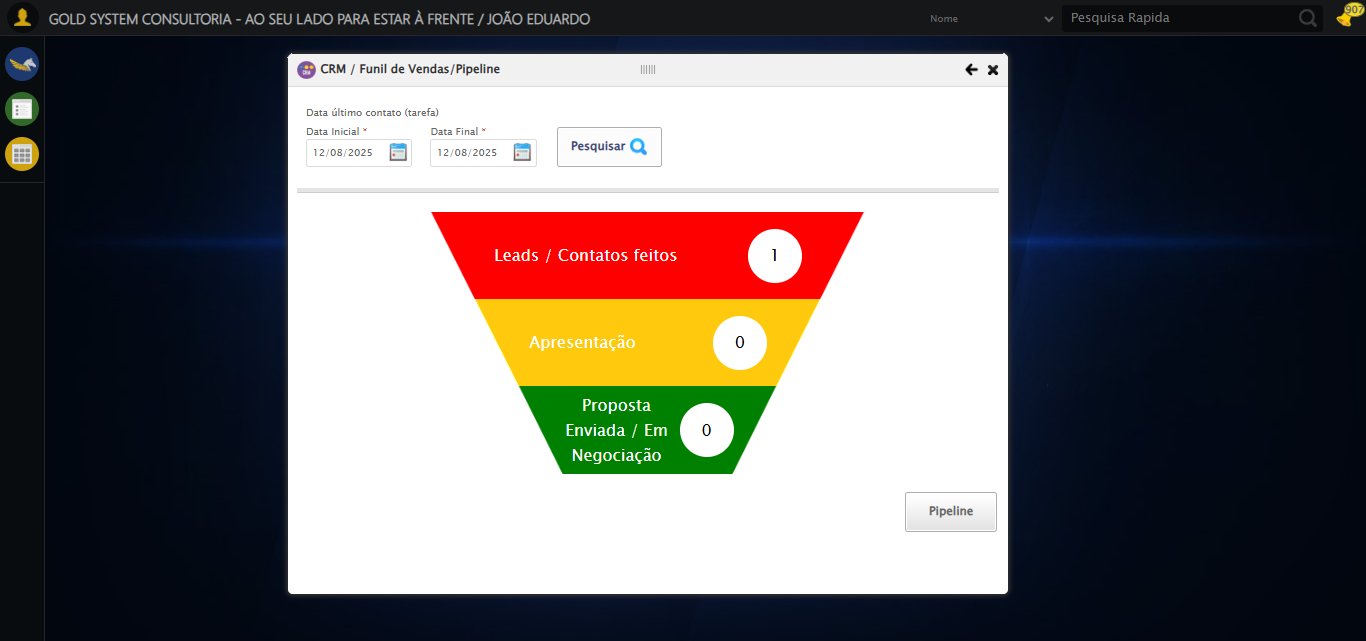 GOLD SYSTEM CONSULTORIA - AO SEU LADO PARA ESTAR À FRENTE / JOÃO EDUARDO
Nome
Pesquisa Rapida
907
CRM / Funil de Vendas/Pipeline
Data último contato (tarefa)
Data Inicial *
Data Final *
12/08/2025
12/08/2025
Pesquisar
Leads / Contatos feitos
1
Apresentação
0
Proposta
Enviada / Em
Negociação
0
Pipeline